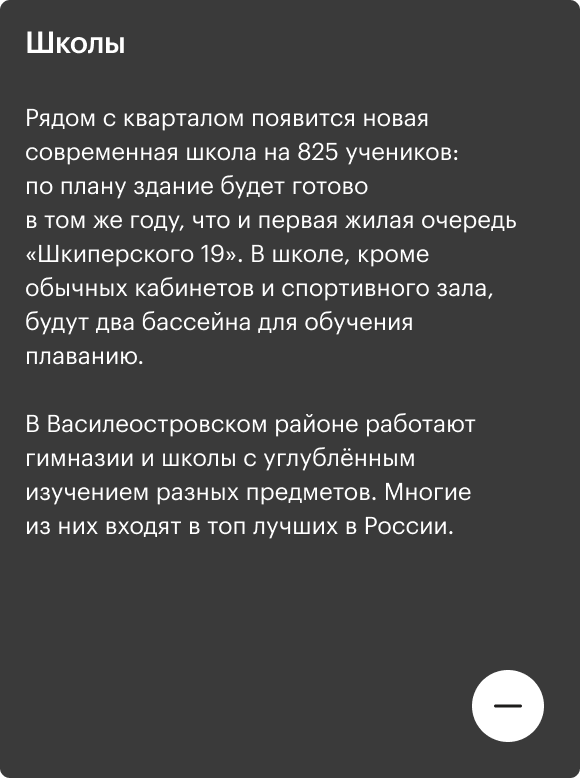 Школы
Рядом с кварталом появится новая
современная школа на 825 учеников:
по плану здание будет готово
в том же году, что и первая жилая очередь
«Шкиперского 19». В школе, кроме
обычных кабинетов и спортивного зала,
будут два бассейна для обучения
плаванию.
В Василеостровском районе работают
гимназии и школы с углублённым
изучением разных предметов. Многие
из них входят в топ лучших в России.